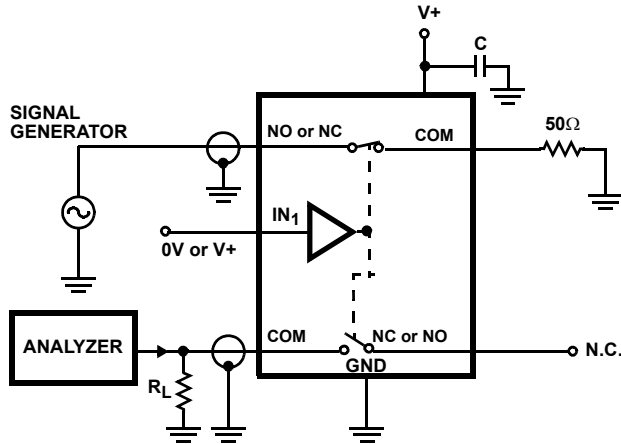 V+
C
SIGNAL
GENERATOR
NO or NC
COM
50Ω
IN1
0V or V+
ANALYZER
COM
NC or NO
N.C.
GND
RL